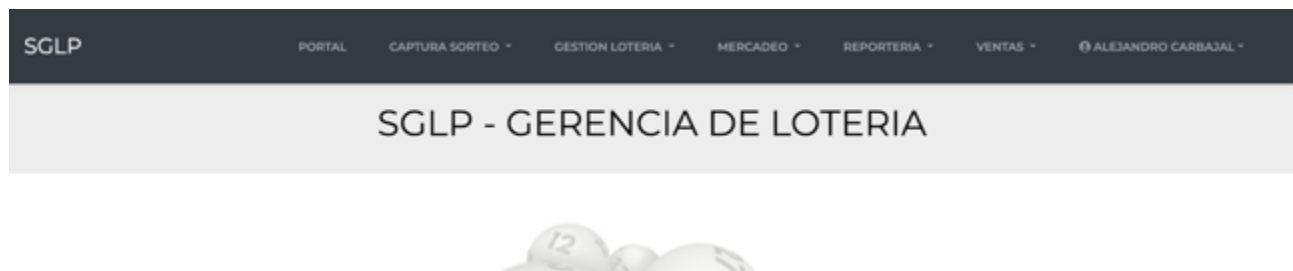 SGLP PORTAL CAPTURA SORTEO GESTION LOTERIA MERCADEO REPORTERIA VENTAS ALEJANDRO CARBAJAL
SGLP - GERENCIA DE LOTERIA
12